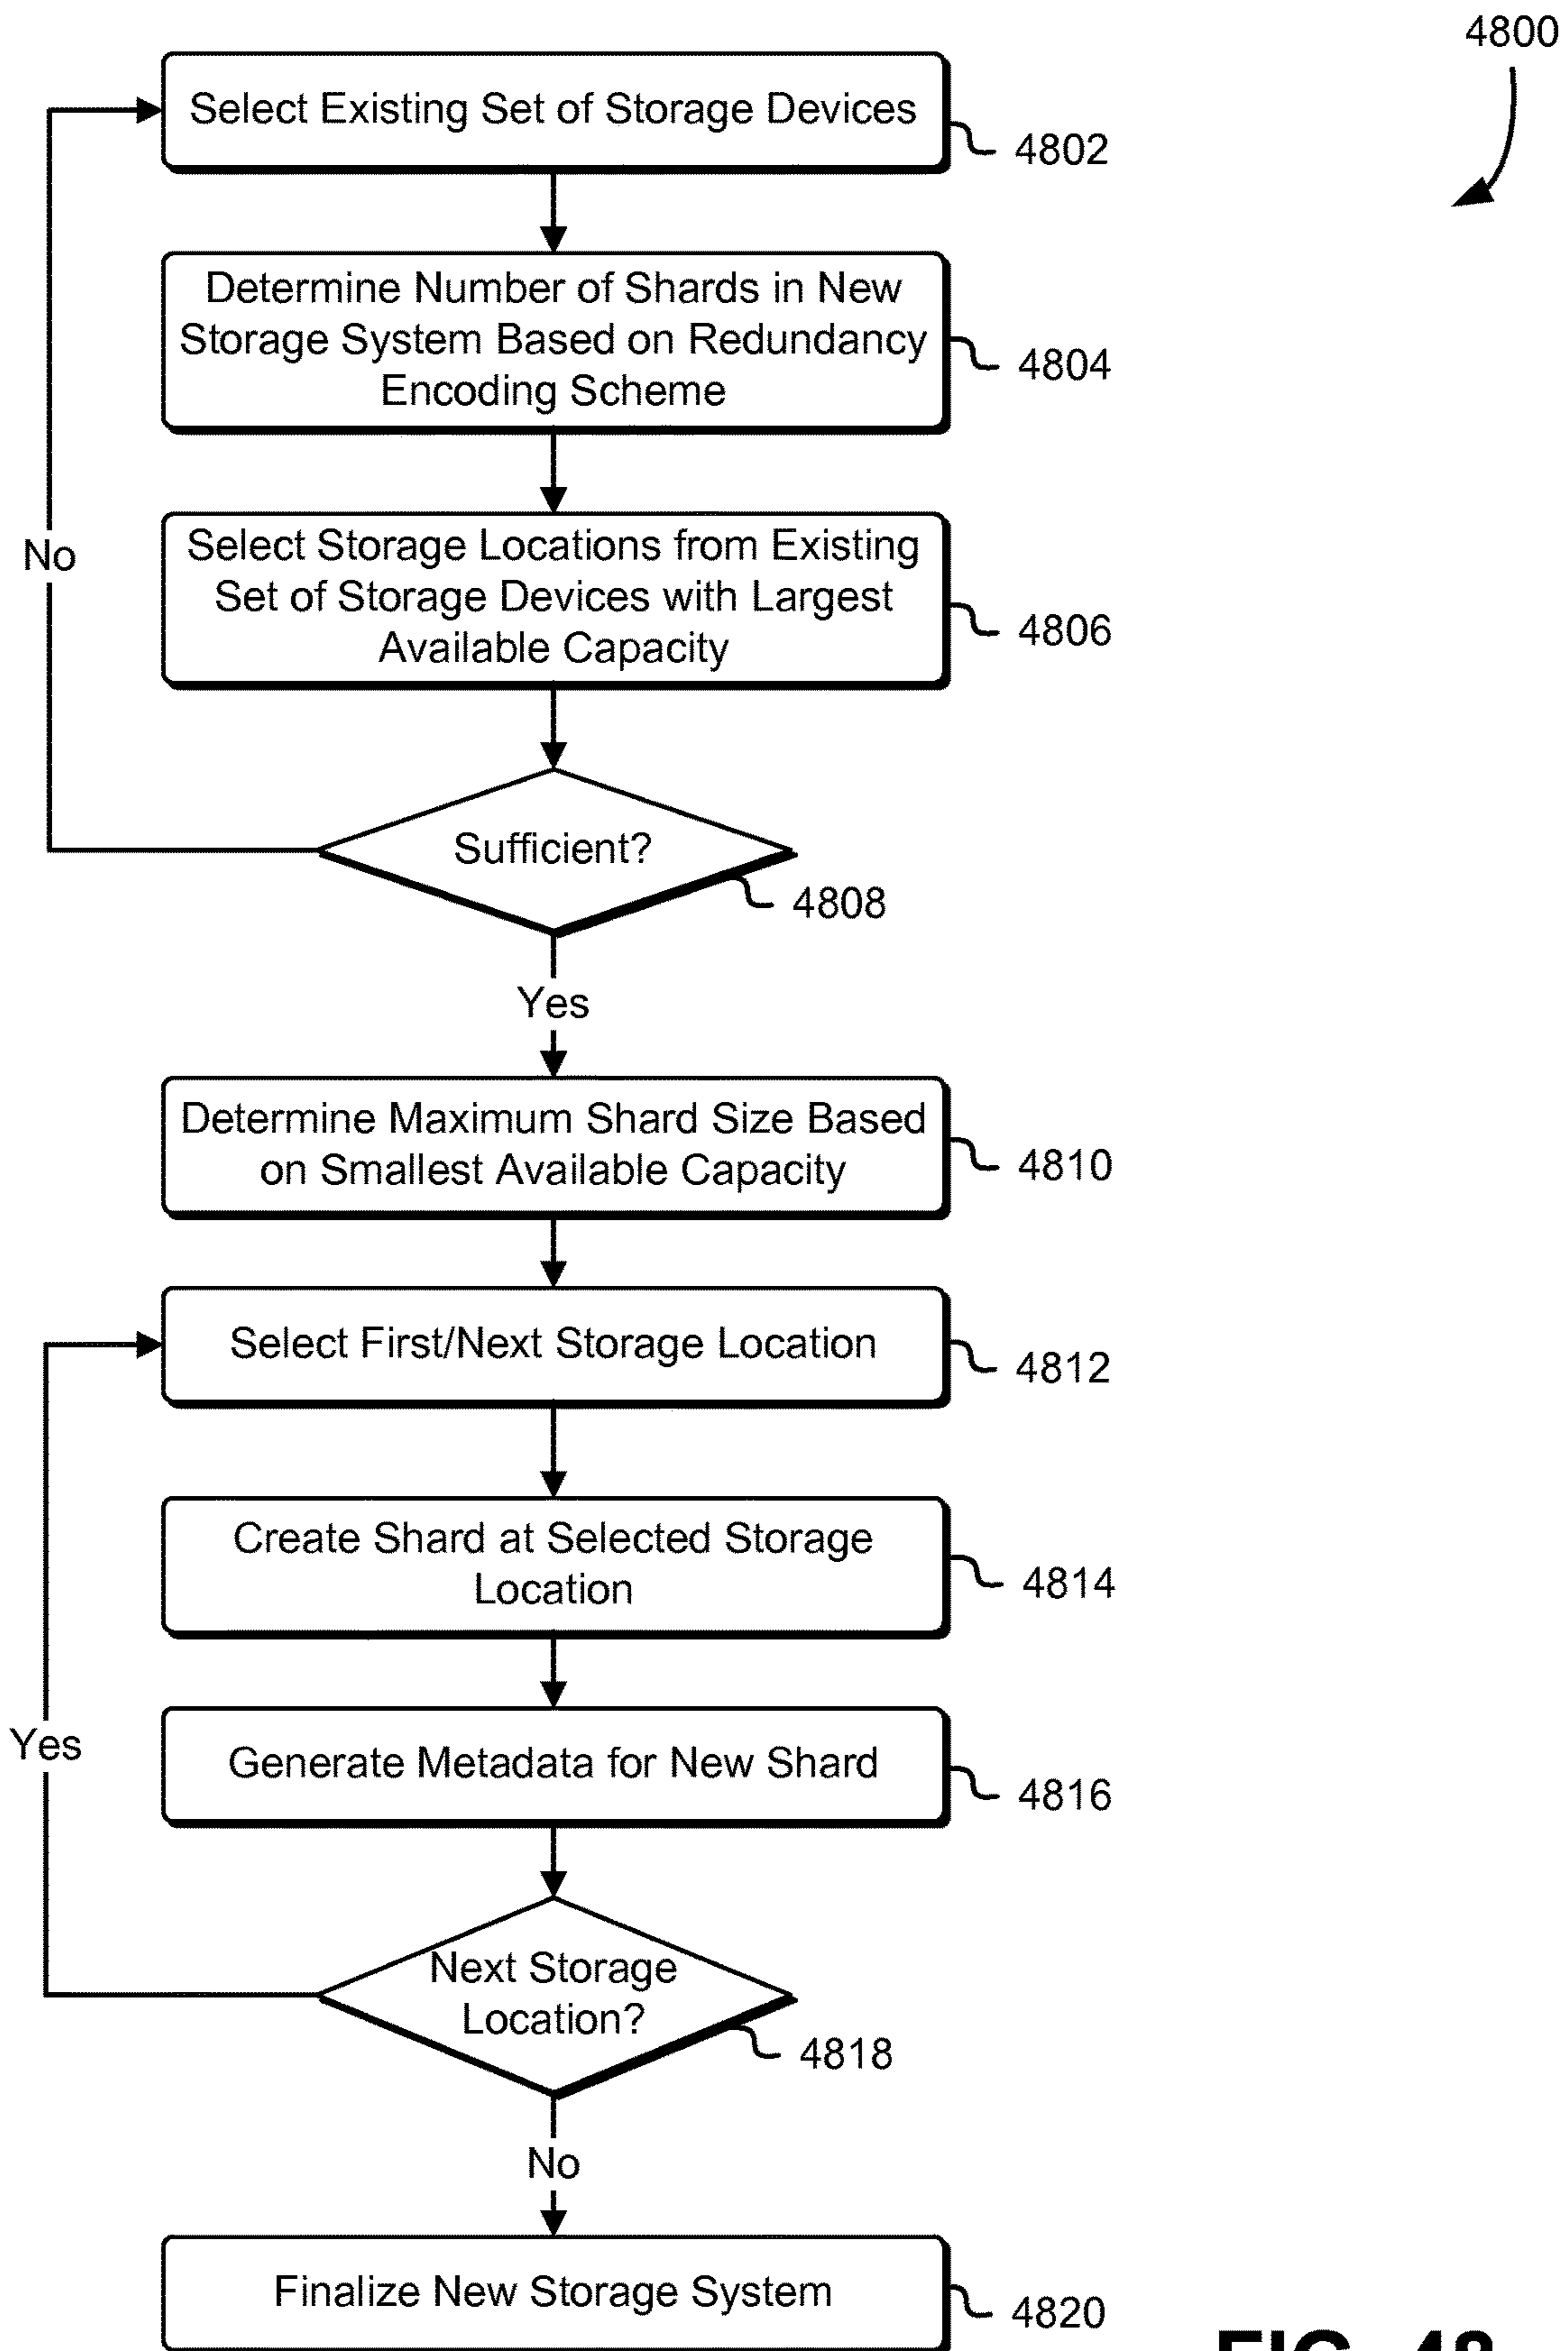 4800
Select Existing Set of Storage Devices
4802
Determine Number of Shards in New
Storage System Based on Redundancy
Encoding Scheme
4804
Select Storage Locations from Existing
Set of Storage Devices with Largest
Available Capacity
4806
No
Sufficient?
4808
Yes
Determine Maximum Shard Size Based
on Smallest Available Capacity
4810
Select First/Next Storage Location
4812
Create Shard at Selected Storage
Location
4814
Generate Metadata for New Shard
4816
Yes
Next Storage
Location?
4818
No
Finalize New Storage System
4820
FIG. 48